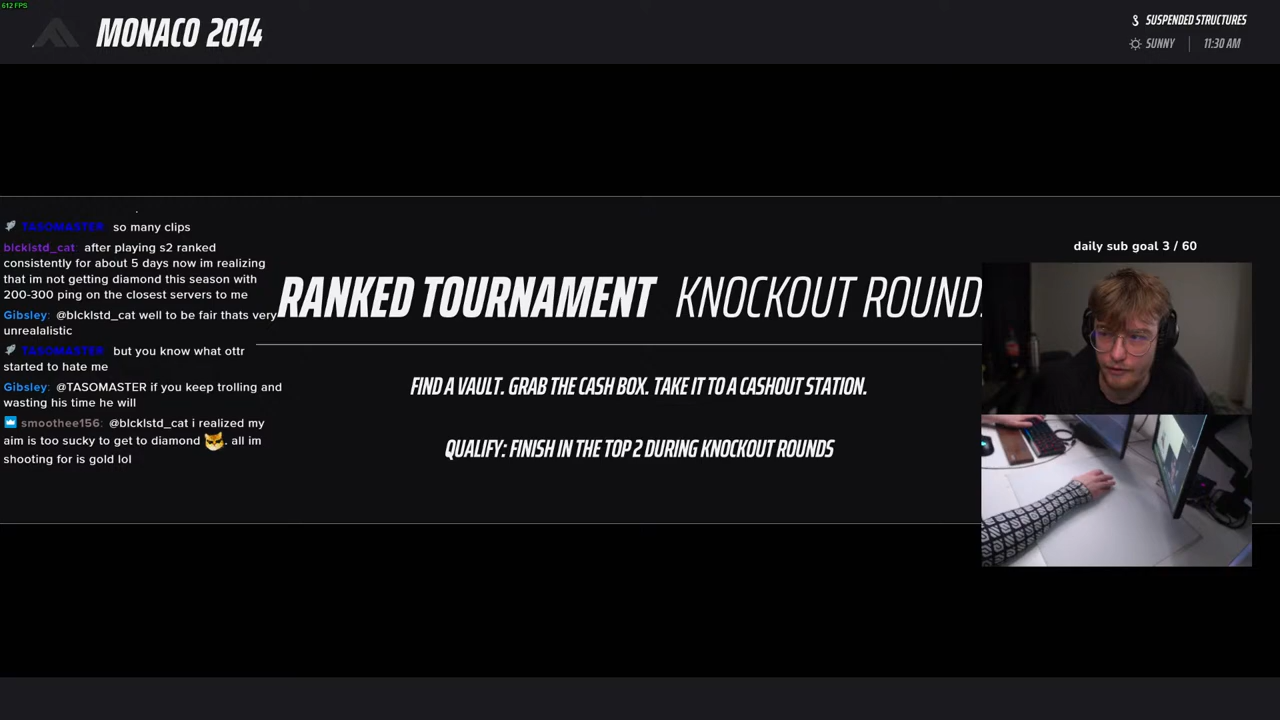 612 FPS
MONACO 2014
SUSPENDED STRUCTURES
SUNNY | 11:30 AM
TASOMASTER so many clips
blcklstd_cat: after playing s2 ranked
consistently for about 5 days now im realizing
that im not getting diamond this season with
200-300 ping on the closest servers to me
Gibsley: @blcklstd_cat well to be fair thats very
unrealalistic
TASOMASTER but you know what ottr
started to hate me
Gibsley: @TASOMASTER if you keep trolling and
wasting his time he will
smoothee156: @blcklstd_cat i realized my
aim is too sucky to get to diamond . all im
shooting for is gold lol
RANKED TOURNAMENT KNOCKOUT ROUND
FIND A VAULT. GRAB THE CASH BOX. TAKE IT TO A CASHOUT STATION.
QUALIFY: FINISH IN THE TOP 2 DURING KNOCKOUT ROUNDS
daily sub goal 3 / 60